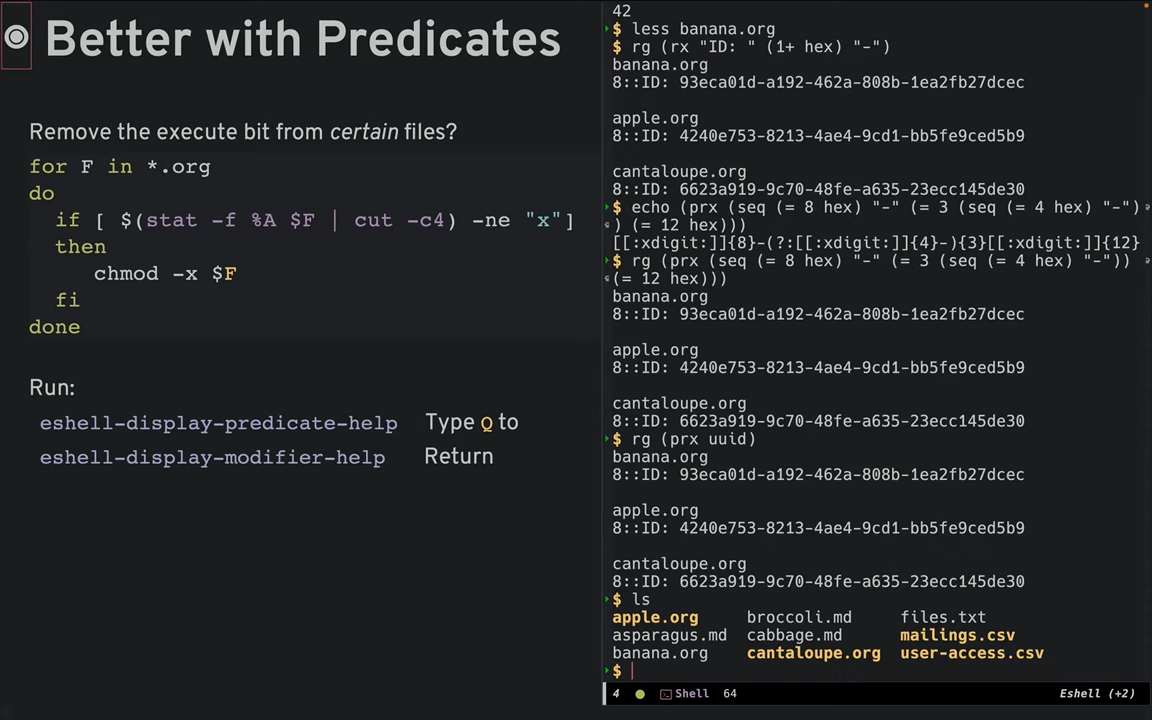 Better with Predicates
Remove the execute bit from certain files?
for F in *.org
do
if [ $(stat -f %A $F | cut -c4) -ne "x"]
then
chmod -x $F
fi
done
Run:
eshell-display-predicate-help Type Q to
eshell-display-modifier-help Return
42
$ less banana.org
$ rg (rx "ID: " (1+ hex) "-")
banana.org
8::ID: 93eca01d-a192-462a-808b-1ea2fb27dcec
apple.org
8::ID: 4240e753-8213-4ae4-9cd1-bb5fe9ced5b9
cantaloupe.org
8::ID: 6623a919-9c70-48fe-a635-23ecc145de30
$ echo (prx (seq (= 8 hex) "-" (= 3 (seq (= 4 hex) "-")
) (= 12 hex)))
[[:xdigit:]]{8}-(?:[[:xdigit:]]{4}-){3}[[:xdigit:]]{12}
$ rg (prx (seq (= 8 hex) "-" (= 3 (seq (= 4 hex) "-"))
(= 12 hex)))
banana.org
8::ID: 93eca01d-a192-462a-808b-1ea2fb27dcec
apple.org
8::ID: 4240e753-8213-4ae4-9cd1-bb5fe9ced5b9
cantaloupe.org
8::ID: 6623a919-9c70-48fe-a635-23ecc145de30
$ rg (prx uuid)
banana.org
8::ID: 93eca01d-a192-462a-808b-1ea2fb27dcec
apple.org
8::ID: 4240e753-8213-4ae4-9cd1-bb5fe9ced5b9
cantaloupe.org
8::ID: 6623a919-9c70-48fe-a635-23ecc145de30
$ ls
apple.org broccoli.md files.txt
asparagus.md cabbage.md mailings.csv
banana.org cantaloupe.org user-access.csv
$
4 Shell 64 Eshell (+2)